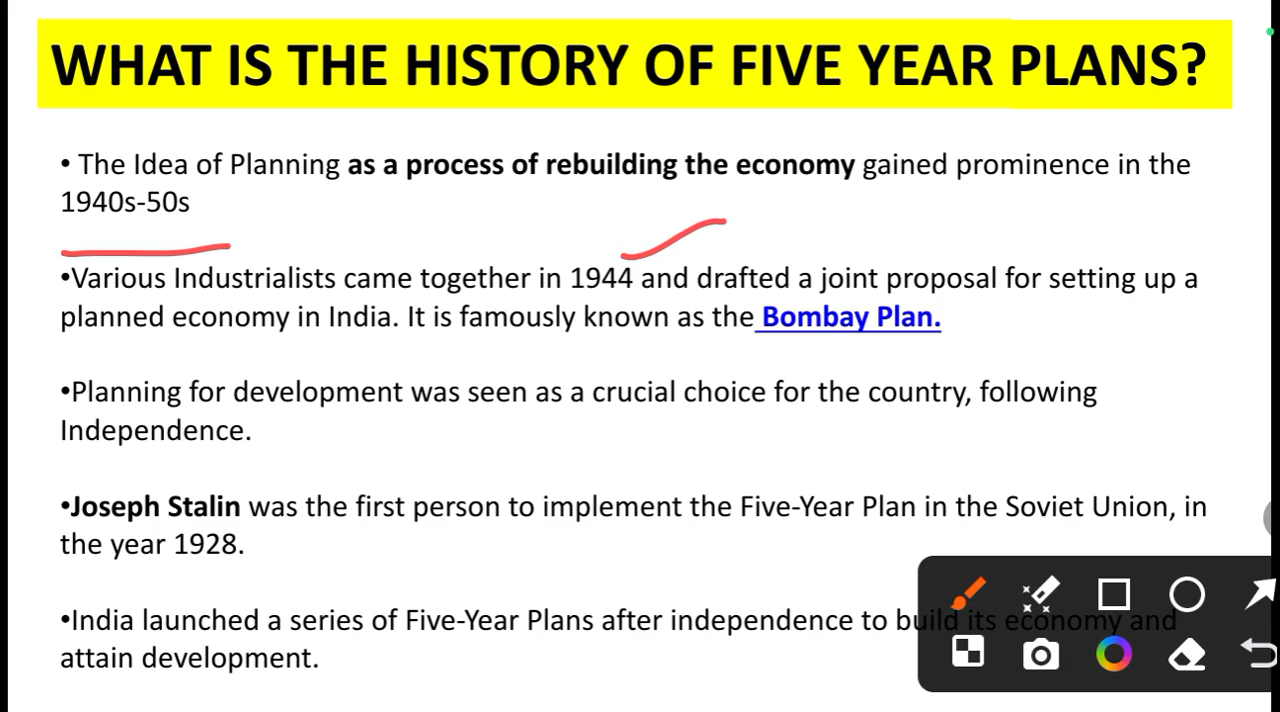 WHAT IS THE HISTORY OF FIVE YEAR PLANS?
• The Idea of Planning as a process of rebuilding the economy gained prominence in the
1940s-50s
•Various Industrialists came together in 1944 and drafted a joint proposal for setting up a
planned economy in India. It is famously known as the Bombay Plan.
•Planning for development was seen as a crucial choice for the country, following
Independence.
•Joseph Stalin was the first person to implement the Five-Year Plan in the Soviet Union, in
the year 1928.
•India launched a series of Five-Year Plans after independence to build its economy and
attain development.